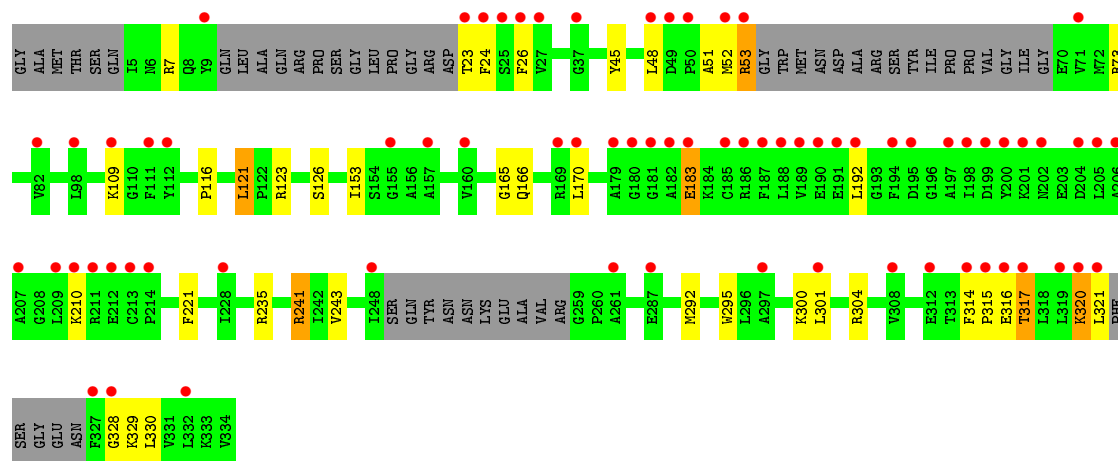 GLY ALA MET THR SER GLN I5 N6 R7 Q8 Y9 GLN LEU ALA GLN ARG PRO SER GLY LEU PRO GLY ARG ASP T23 F24 S25 F26 V27 G37 Y45 L48 D49 P50 A51 M52 R53 GLY TRP MET ASN ASP ALA ARG SER TYR ILE PRO PRO VAL GLY ILE GLY E70 V71 M72
V82 L98 K109 G110 F111 Y112 P116 L121 P122 R123 S126 I153 S154 G155 A156 A157 V160 G165 Q166 R169 L170 A179 G180 G181 A182 E183 K184 C185 R186 F187 L188 V189 E190 E191 L192 G193 F194 D195 G196 A197 I198 D199 Y200 K201 N202 E203 D204 L205
A207 G208 L209 K210 R211 E212 C213 P214 F221 I228 R235 R241 I242 V243 I248 SER GLN TYR ASN ASN LYS GLU ALA VAL ARG G259 P260 A261 E287 M292 W295 L296 A297 K300 L301 R304 V308 E312 T313 F314 P315 E316 T317 L318 L319 K320 L321
SER GLY GLU ASN F327 G328 K329 L330 V331 L332 K333 V334